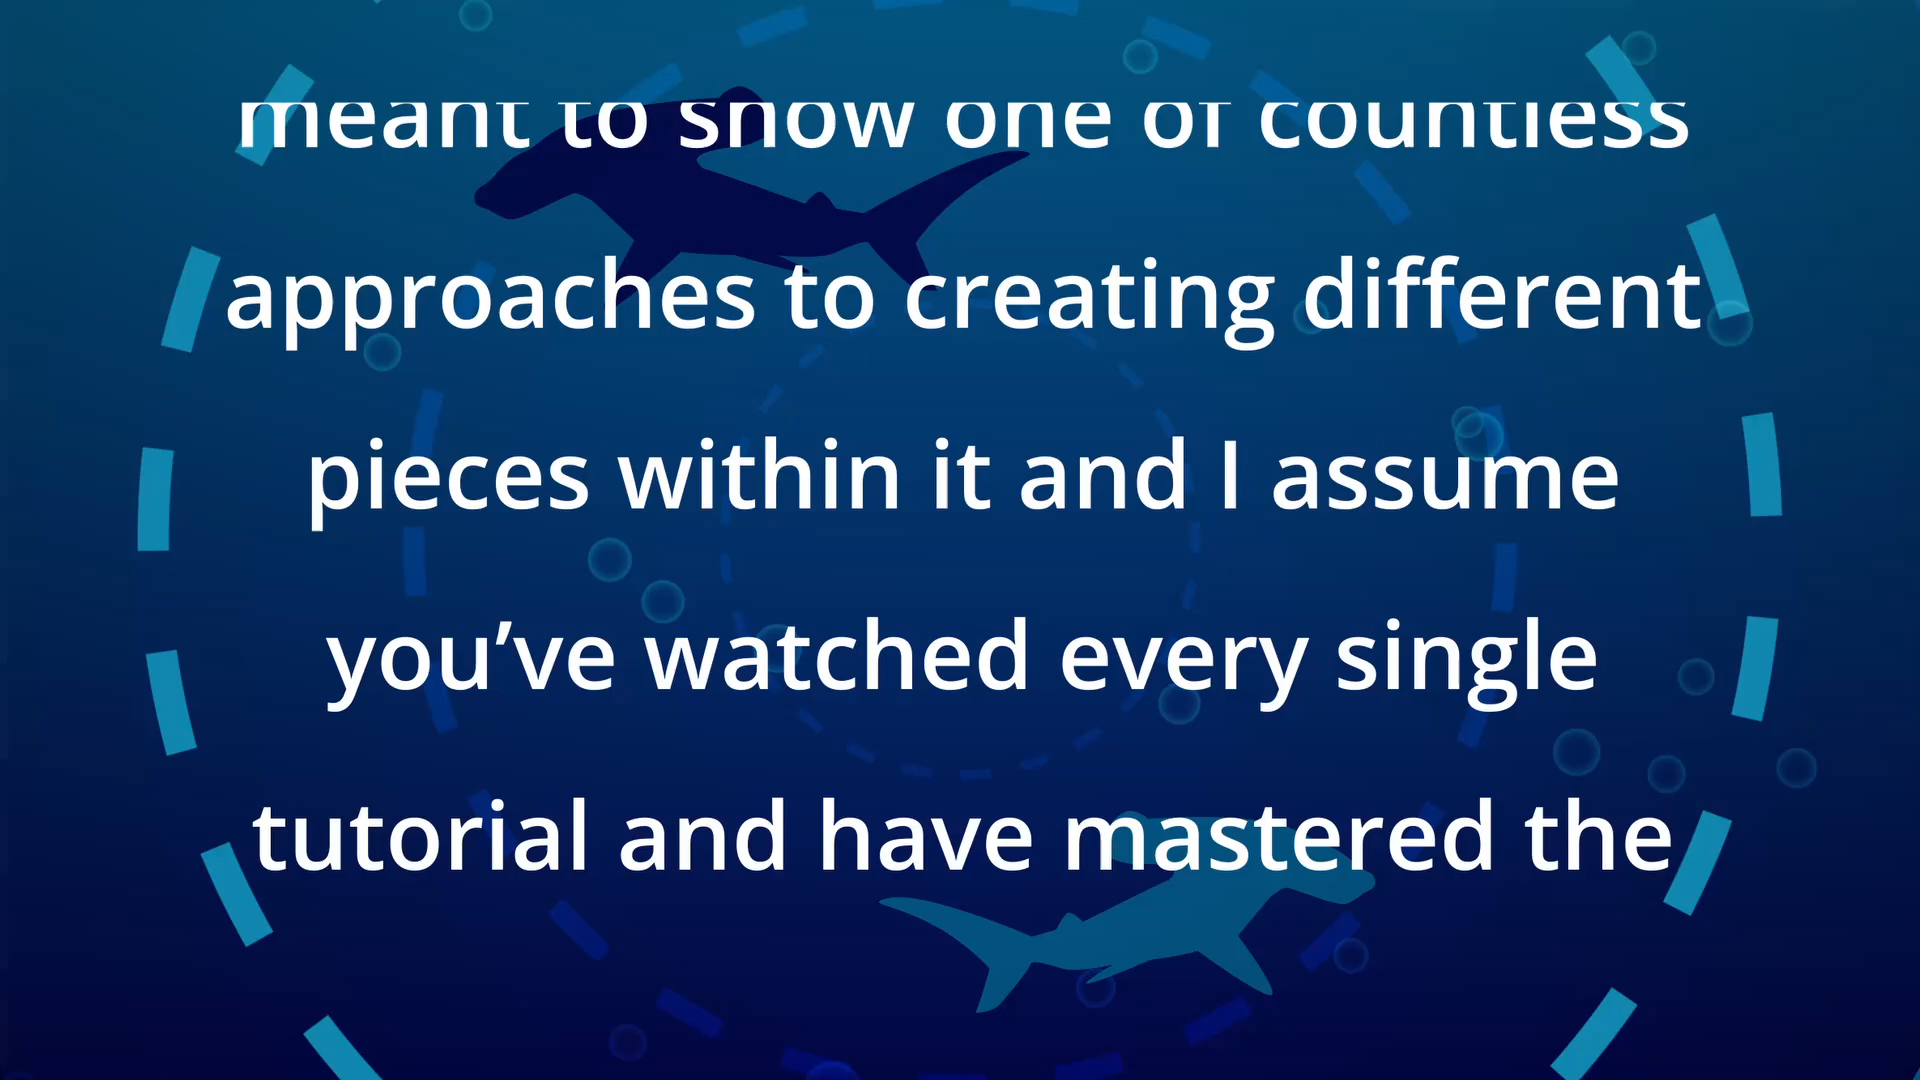 meant to show one of countless
approaches to creating different
pieces within it and I assume
you’ve watched every single
tutorial and have mastered the